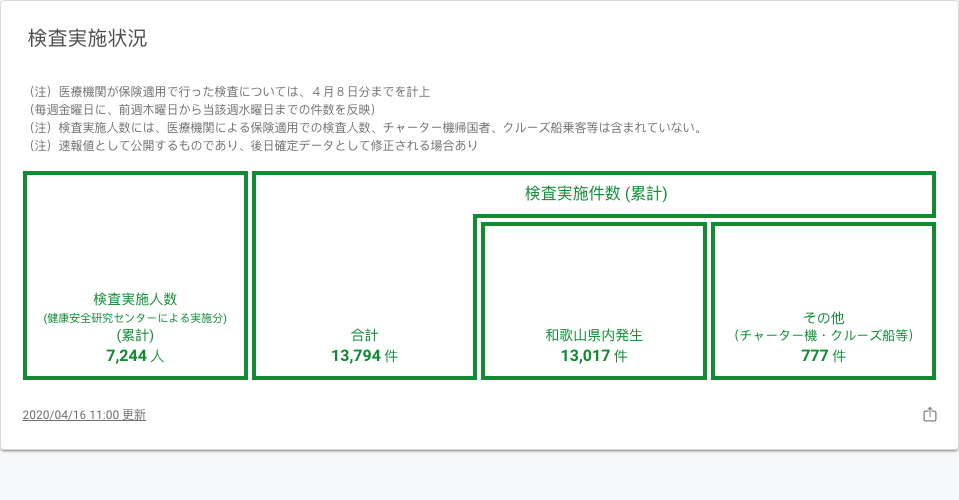 検査実施状況
（注）医療機関が保険適用で行った検査については、４月８日分までを計上
（毎週金曜日に、前週木曜日から当該週水曜日までの件数を反映）
（注）検査実施人数には、医療機関による保険適用での検査人数、チャーター機帰国者、クルーズ船乗客等は含まれていない。
（注）速報値として公開するものであり、後日確定データとして修正される場合あり
検査実施件数 (累計)
検査実施人数
(健康安全研究センターによる実施分)
(累計)
7,244 人
合計
13,794 件
和歌山県内発生
13,017 件
その他
（チャーター機・クルーズ船等）
777 件
2020/04/16 11:00 更新